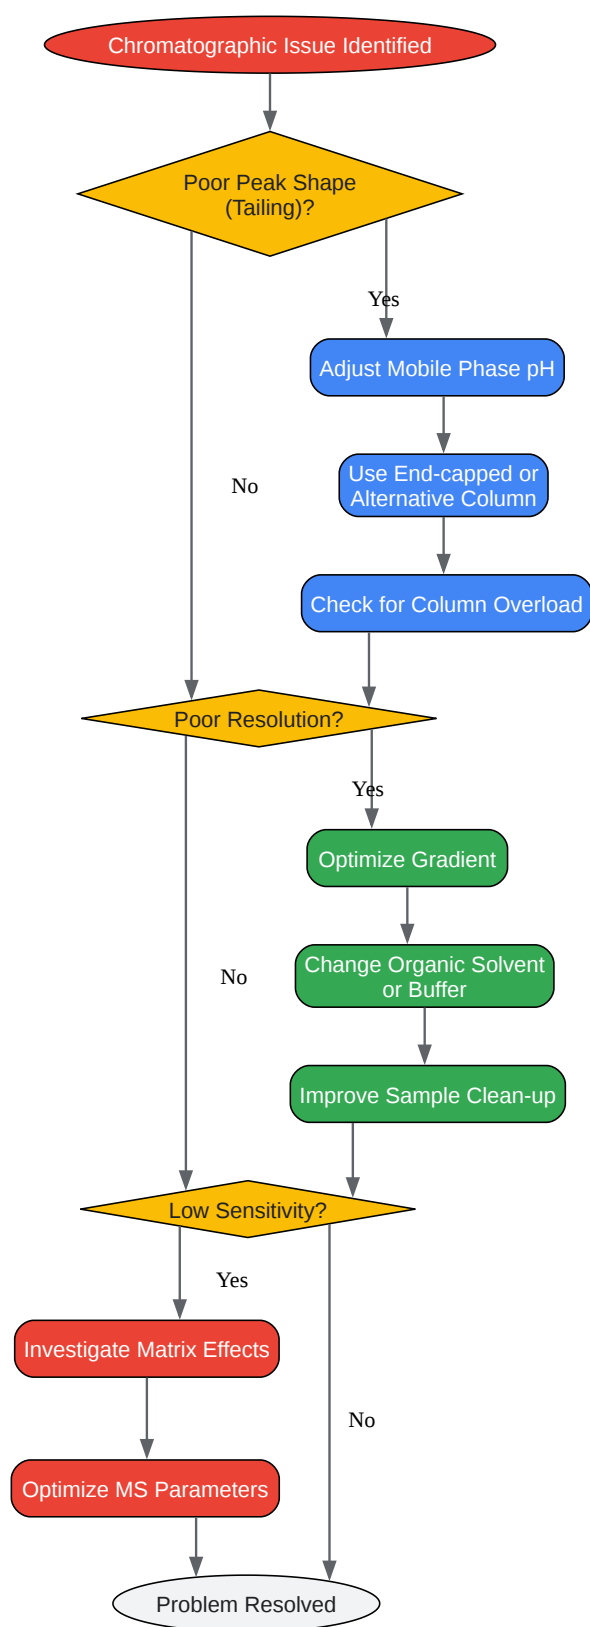 Chromatographic Issue Identified
Poor Peak Shape
(Tailing)?
Yes
Adjust Mobile Phase pH
Use End-capped or
Alternative Column
No
Check for Column Overload
Poor Resolution?
Yes
Optimize Gradient
Change Organic Solvent
or Buffer
No
Improve Sample Clean-up
Low Sensitivity?
Yes
Investigate Matrix Effects
No
Optimize MS Parameters
Problem Resolved